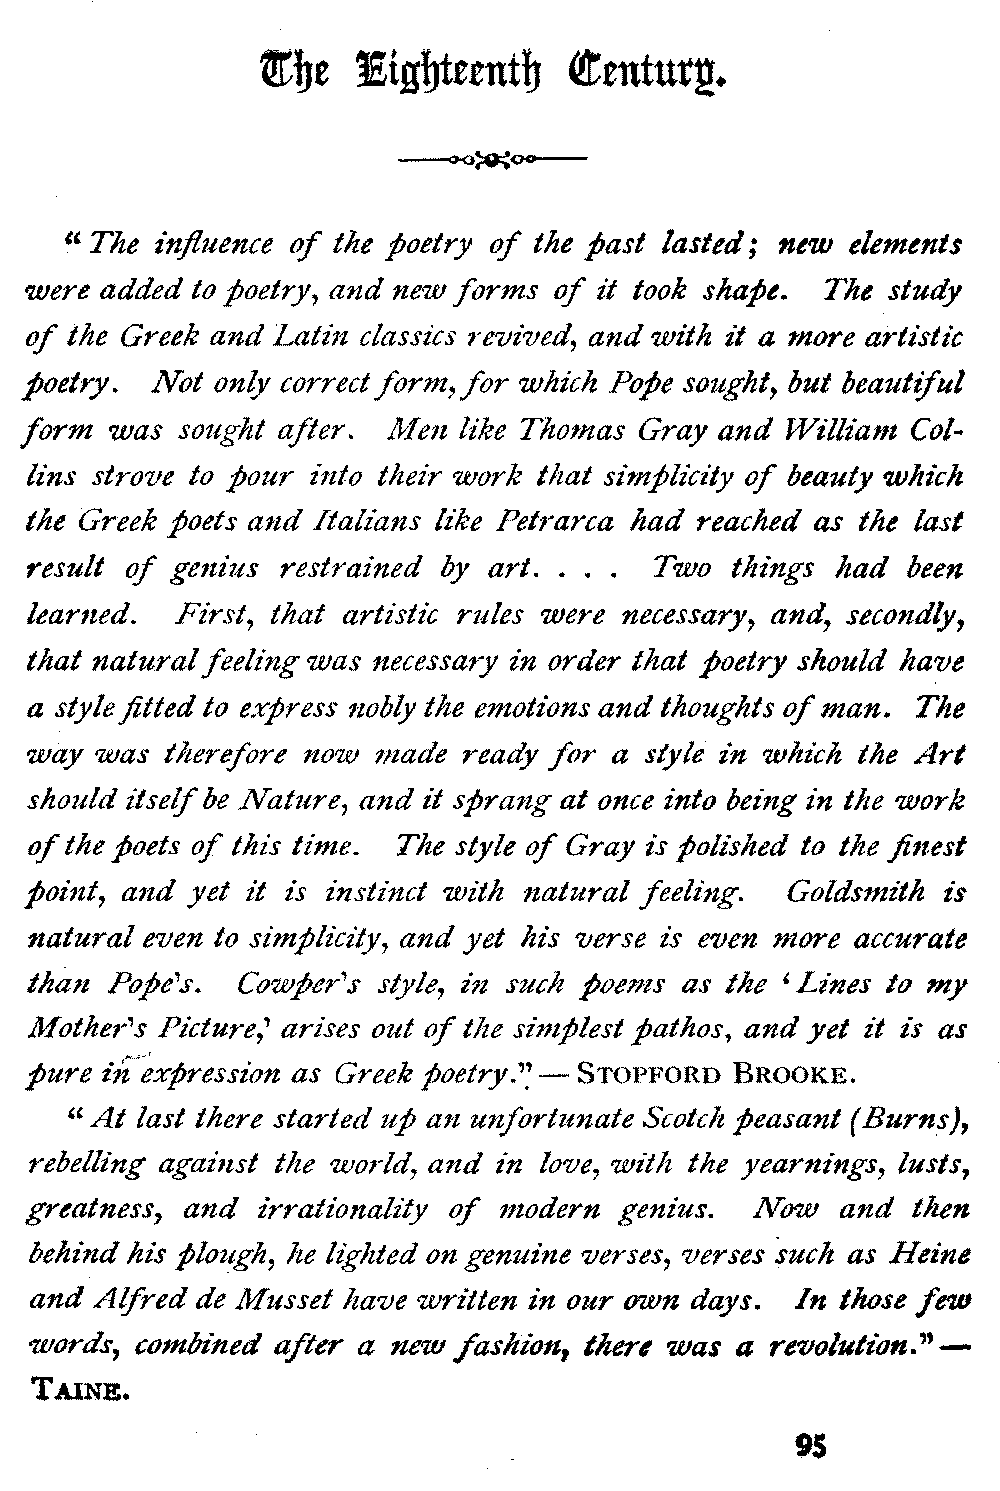 The Eighteenth Century.
“ The influence of the poetry of the past lasted ; new elements
were added to poetry, and new forms of it took shape. The study
of the Greek and Latin classics revived, and with it a more artistic
poetry. Not only correct form, for which Pope sought, but beautiful
form was sought after. Men like Thomas Gray and William Col-
lins strove to pour into their work that simplicity of beauty which
the Greek poets and Italians like Petrarca had reached as the last
result of genius restrained by art. . . . Two things had been
learned. First, that artistic rules were necessary, and, secondly,
that natural feeling was necessary in order that poetry should have
a style fitted to express nobly the emotions and thoughts of man. The
way was therefore now made ready for a style in which the Art
should itself be Nature, and it sprang at once into being in the work
of the poets of this time. The style of Gray is polished to the finest
point, and yet it is instinct with natural feeling. Goldsmith is
natural even to simplicity, and yet his verse is even more accurate
than Pope's. Cowper's style, in such poems as the ‘ Lines to my
Mother's Picture,’ arises out of the simplest pathos, and yet it is as
pure in expression as Greek poetry.” — STOPFORD BROOKE.
“ At last there started up an unfortunate Scotch peasant (Burns),
rebelling against the world, and in love, with the yearnings, lusts,
greatness, and irrationality of modern genius. Now and then
behind his plough, he lighted on genuine verses, verses such as Heine
and Alfred de Musset have written in our own days. In those few
words, combined after a new fashion, there was a revolution.” —
TAINE.
95